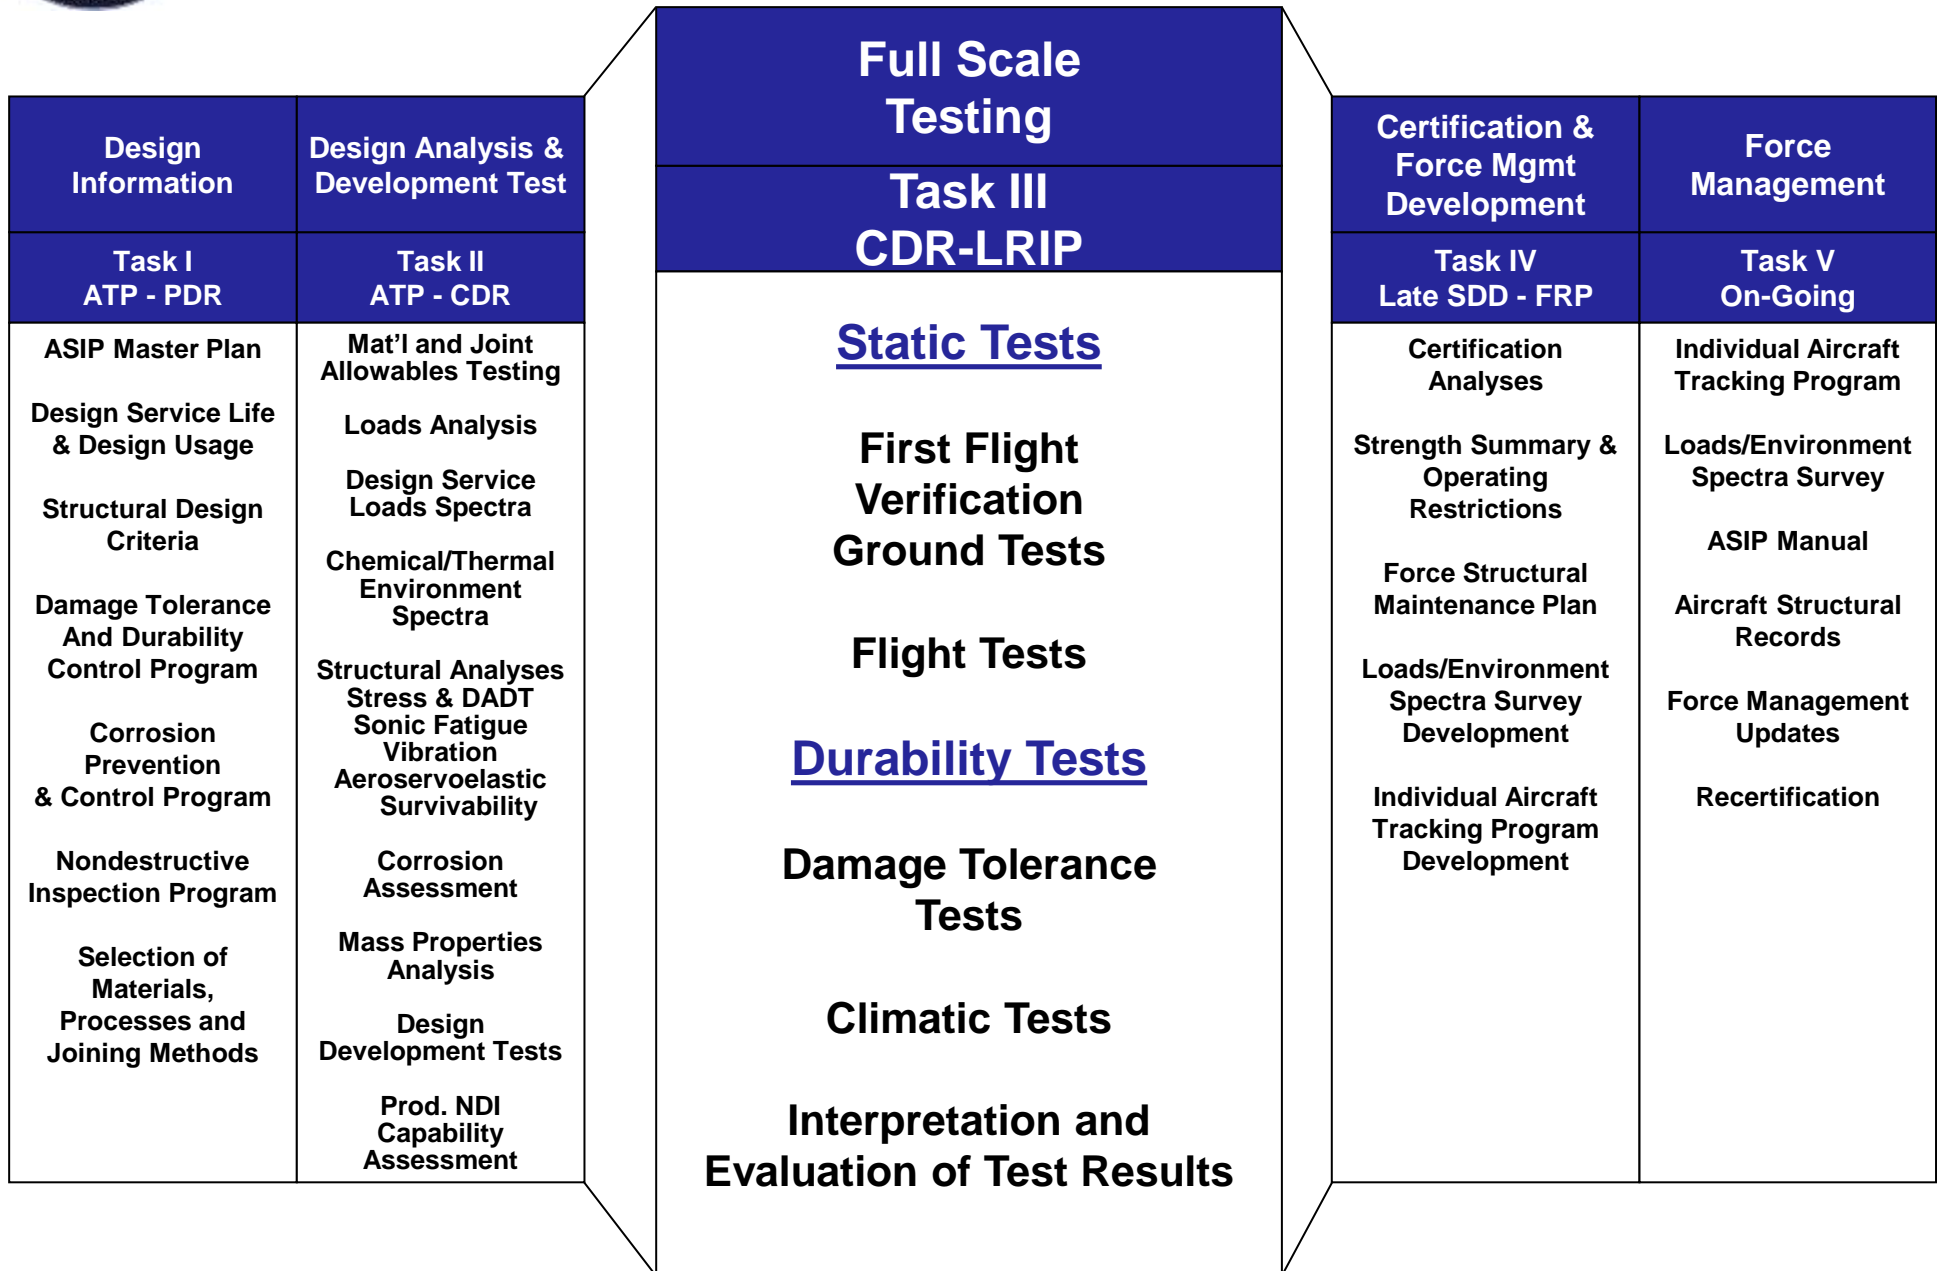 Design
Information
Task I
ATP - PDR
ASIP Master Plan
Design Service Life
& Design Usage
Structural Design
Criteria
Damage Tolerance
And Durability
Control Program
Corrosion
Prevention
& Control Program
Nondestructive
Inspection Program
Selection of
Materials,
Processes and
Joining Methods
Design Analysis &
Development Test
Task II
ATP - CDR
Mat'l and Joint
Allowables Testing
Loads Analysis
Design Service
Loads Spectra
Chemical/Thermal
Environment
Spectra
Structural Analyses
Stress & DADT
Sonic Fatigue
Vibration
Aeroservoelastic
Survivability
Corrosion
Assessment
Mass Properties
Analysis
Design
Development Tests
Prod. NDI
Capability
Assessment
Full Scale
Testing
Task III
CDR-LRIP
Static Tests
First Flight
Verification
Ground Tests
Flight Tests
Durability Tests
Damage Tolerance
Tests
Climatic Tests
Interpretation and
Evaluation of Test Results
Certification &
Force Mgmt
Development
Task IV
Late SDD - FRP
Certification
Analyses
Strength Summary &
Operating
Restrictions
Force Structural
Maintenance Plan
Loads/Environment
Spectra Survey
Development
Individual Aircraft
Tracking Program
Development
Force
Management
Task V
On-Going
Individual Aircraft
Tracking Program
Loads/Environment
Spectra Survey
ASIP Manual
Aircraft Structural
Records
Force Management
Updates
Recertification